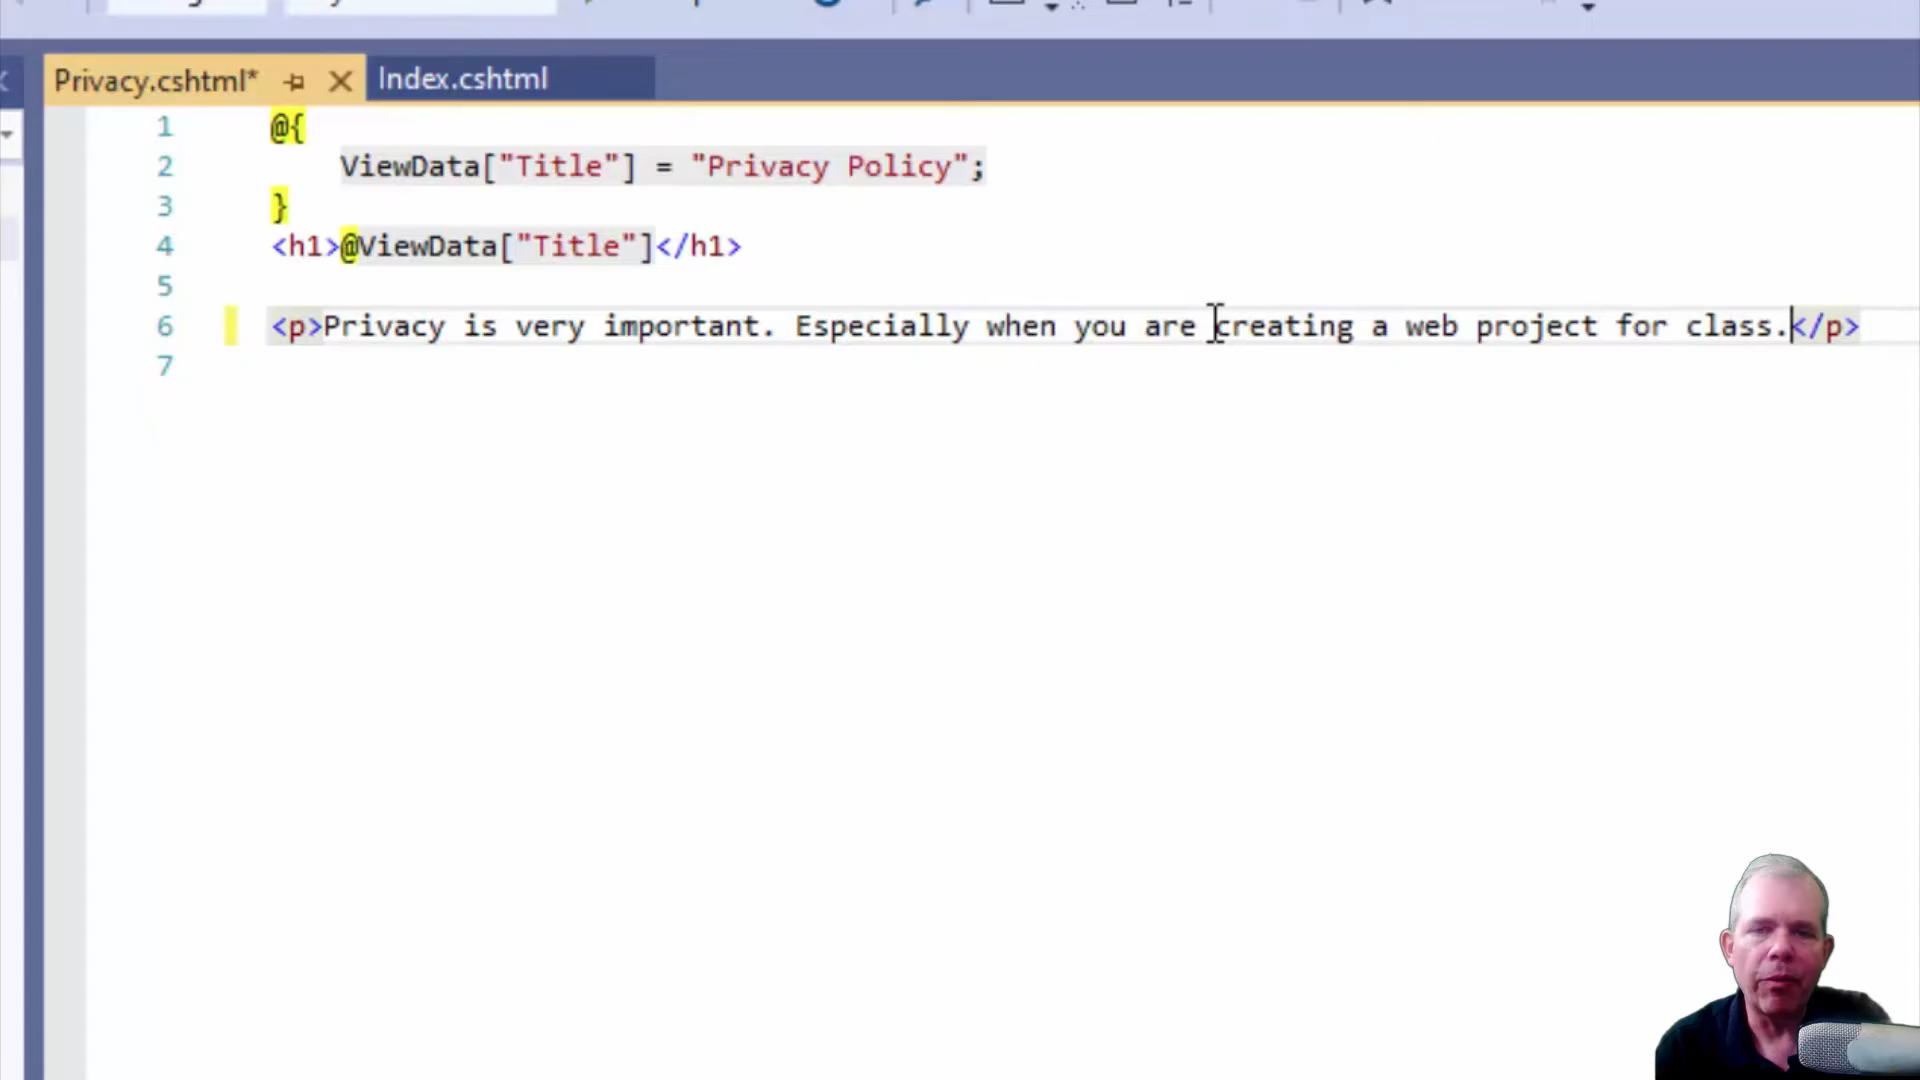 Privacy.cshtml* Index.cshtml
1 @{
2 ViewData["Title"] = "Privacy Policy";
3 }
4 <h1>@ViewData["Title"]</h1>
5
6 <p>Privacy is very important. Especially when you are creating a web project for class.</p>
7